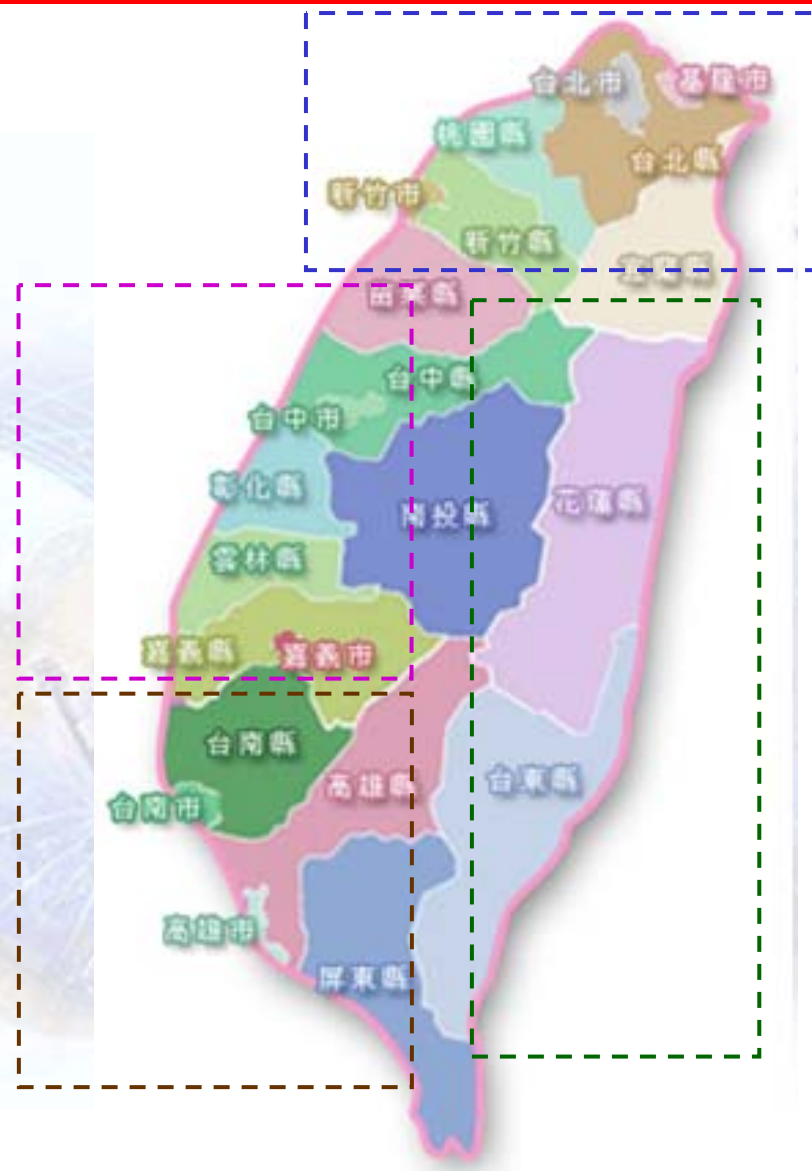 台北市
基隆市
桃園縣
台北縣
新竹市
新竹縣
宜蘭縣
苗栗縣
台中縣
台中市
彰化縣
南投縣
花蓮縣
雲林縣
嘉義縣
嘉義市
台南縣
高雄縣
台東縣
台南市
高雄市
屏東縣